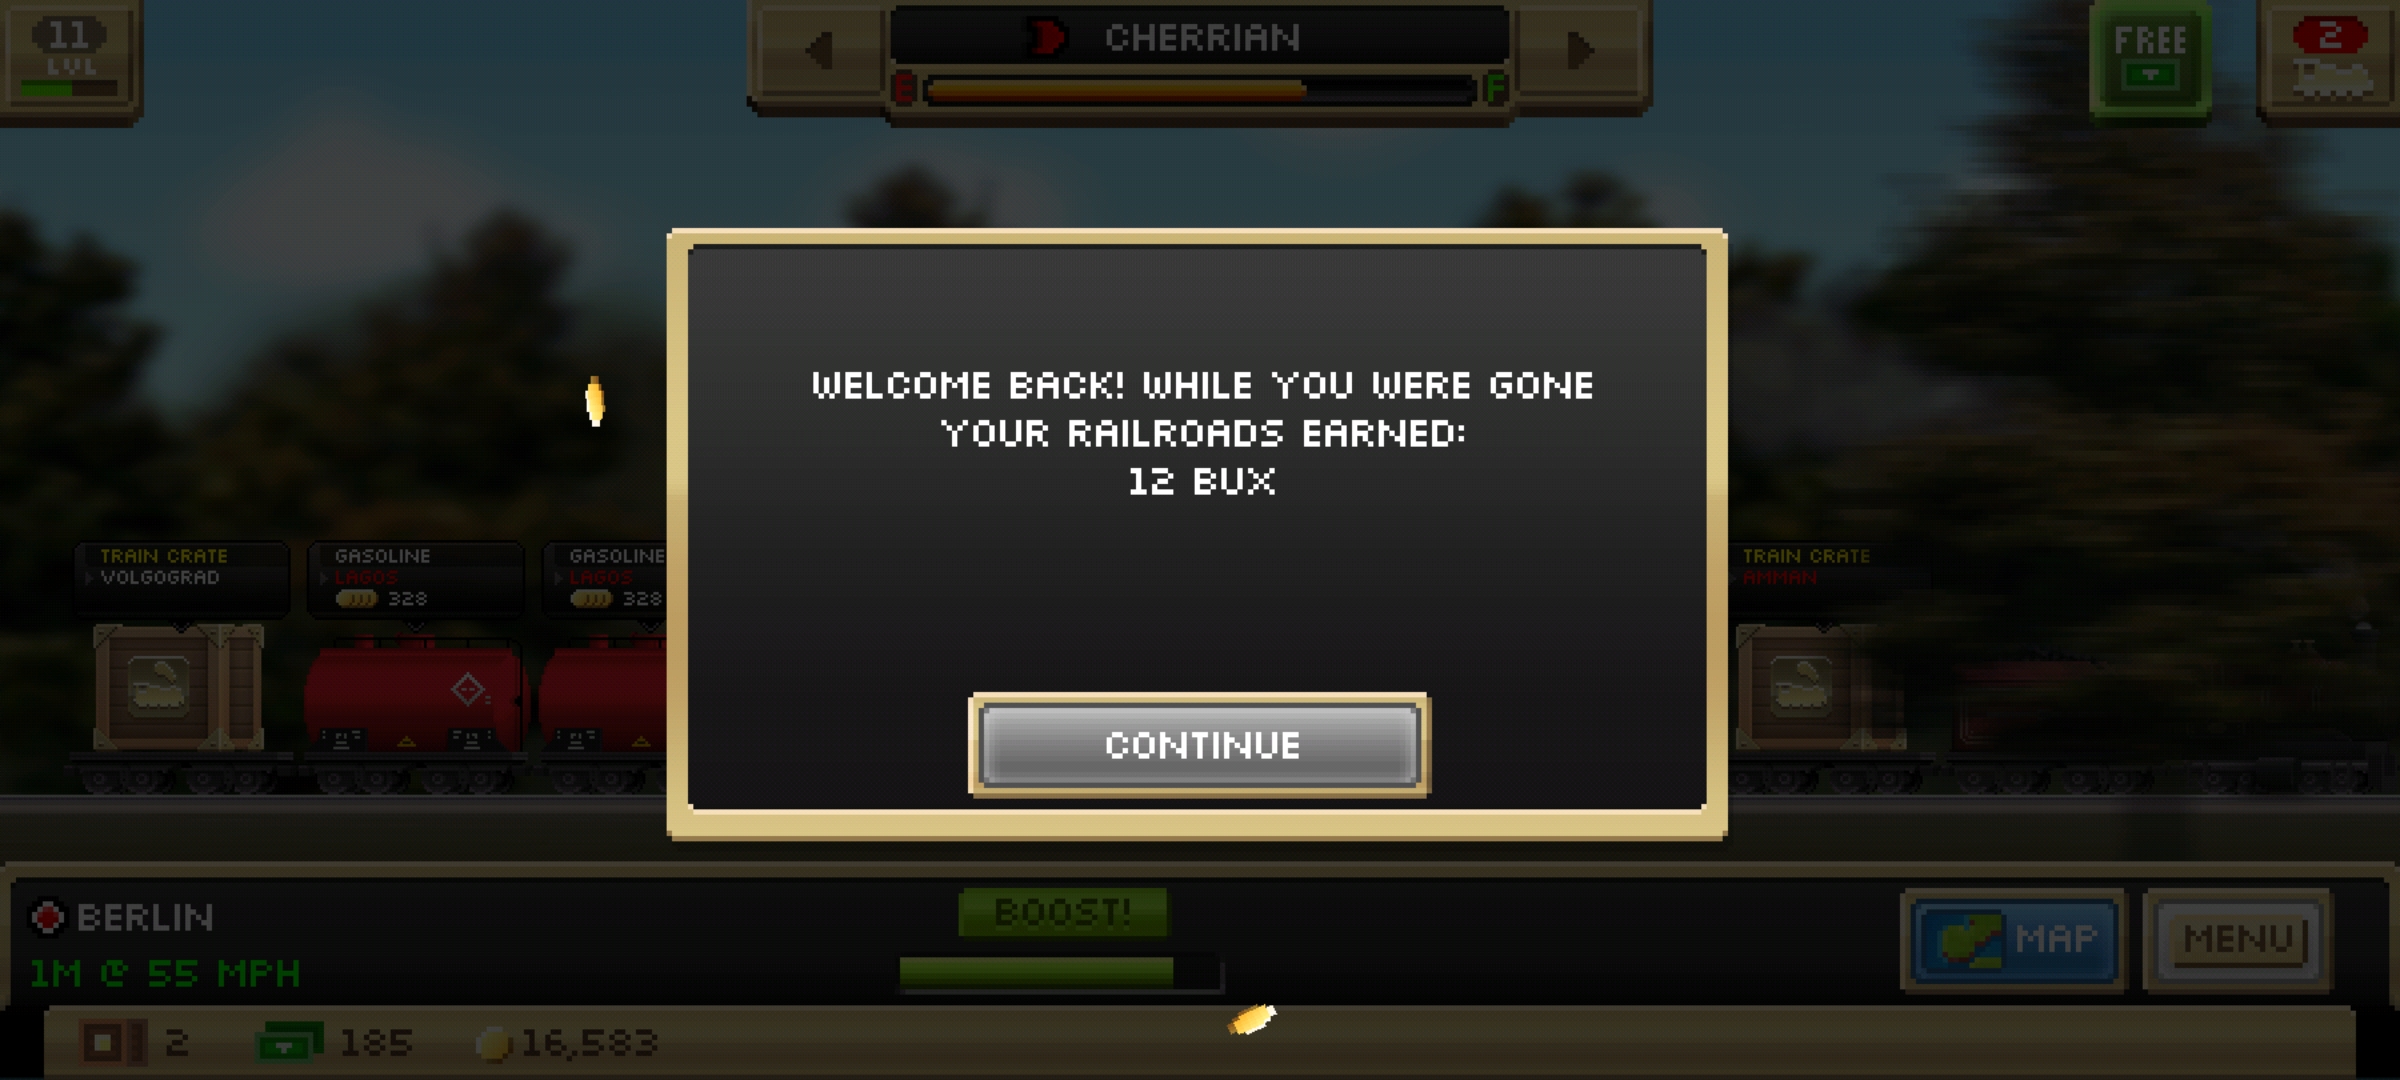 11
LVL
CHERRIAN
E
F
FREE
2
WELCOME BACK! WHILE YOU WERE GONE
YOUR RAILROADS EARNED:
12 BUX
CONTINUE
TRAIN CRATE
VOLGOGRAD
GASOLINE
LAGOS
328
GASOLINE
LAGOS
328
TRAIN CRATE
AMMAN
BERLIN
1M @ 55 MPH
BOOST!
MAP
MENU
2
185
16,583